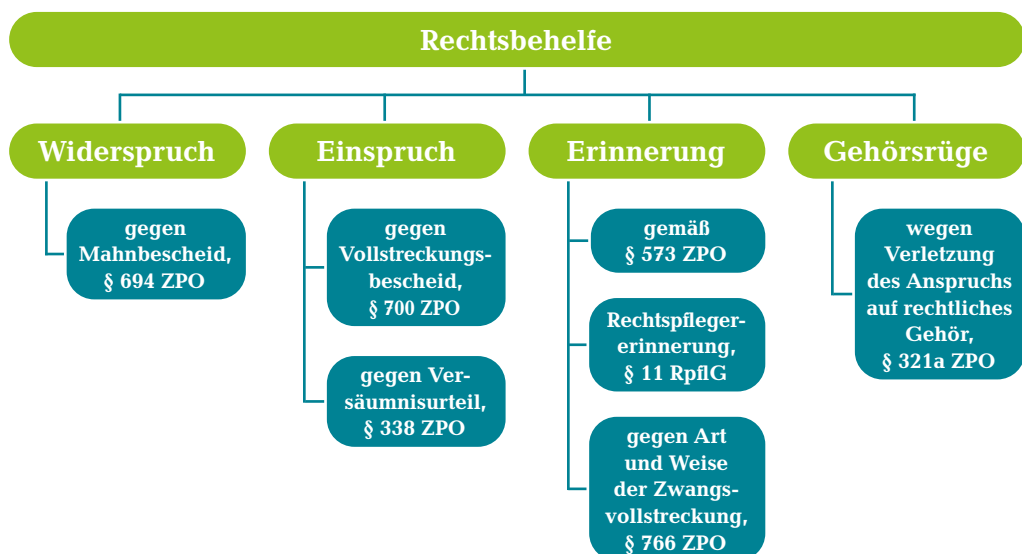 Rechtsbehelfe
Widerspruch
gegen
Mahnbescheid,
§ 694 ZPO
Einspruch
gegen
Vollstreckungs-
bescheid,
§ 700 ZPO
gegen Ver-
säumnisurteil,
§ 338 ZPO
Erinnerung
gemäß
§ 573 ZPO
Rechtspfleger-
erinnerung,
§ 11 RpflG
gegen Art
und Weise
der Zwangs-
vollstreckung,
§ 766 ZPO
Gehörsrüge
wegen
Verletzung
des Anspruchs
auf rechtliches
Gehör,
§ 321a ZPO